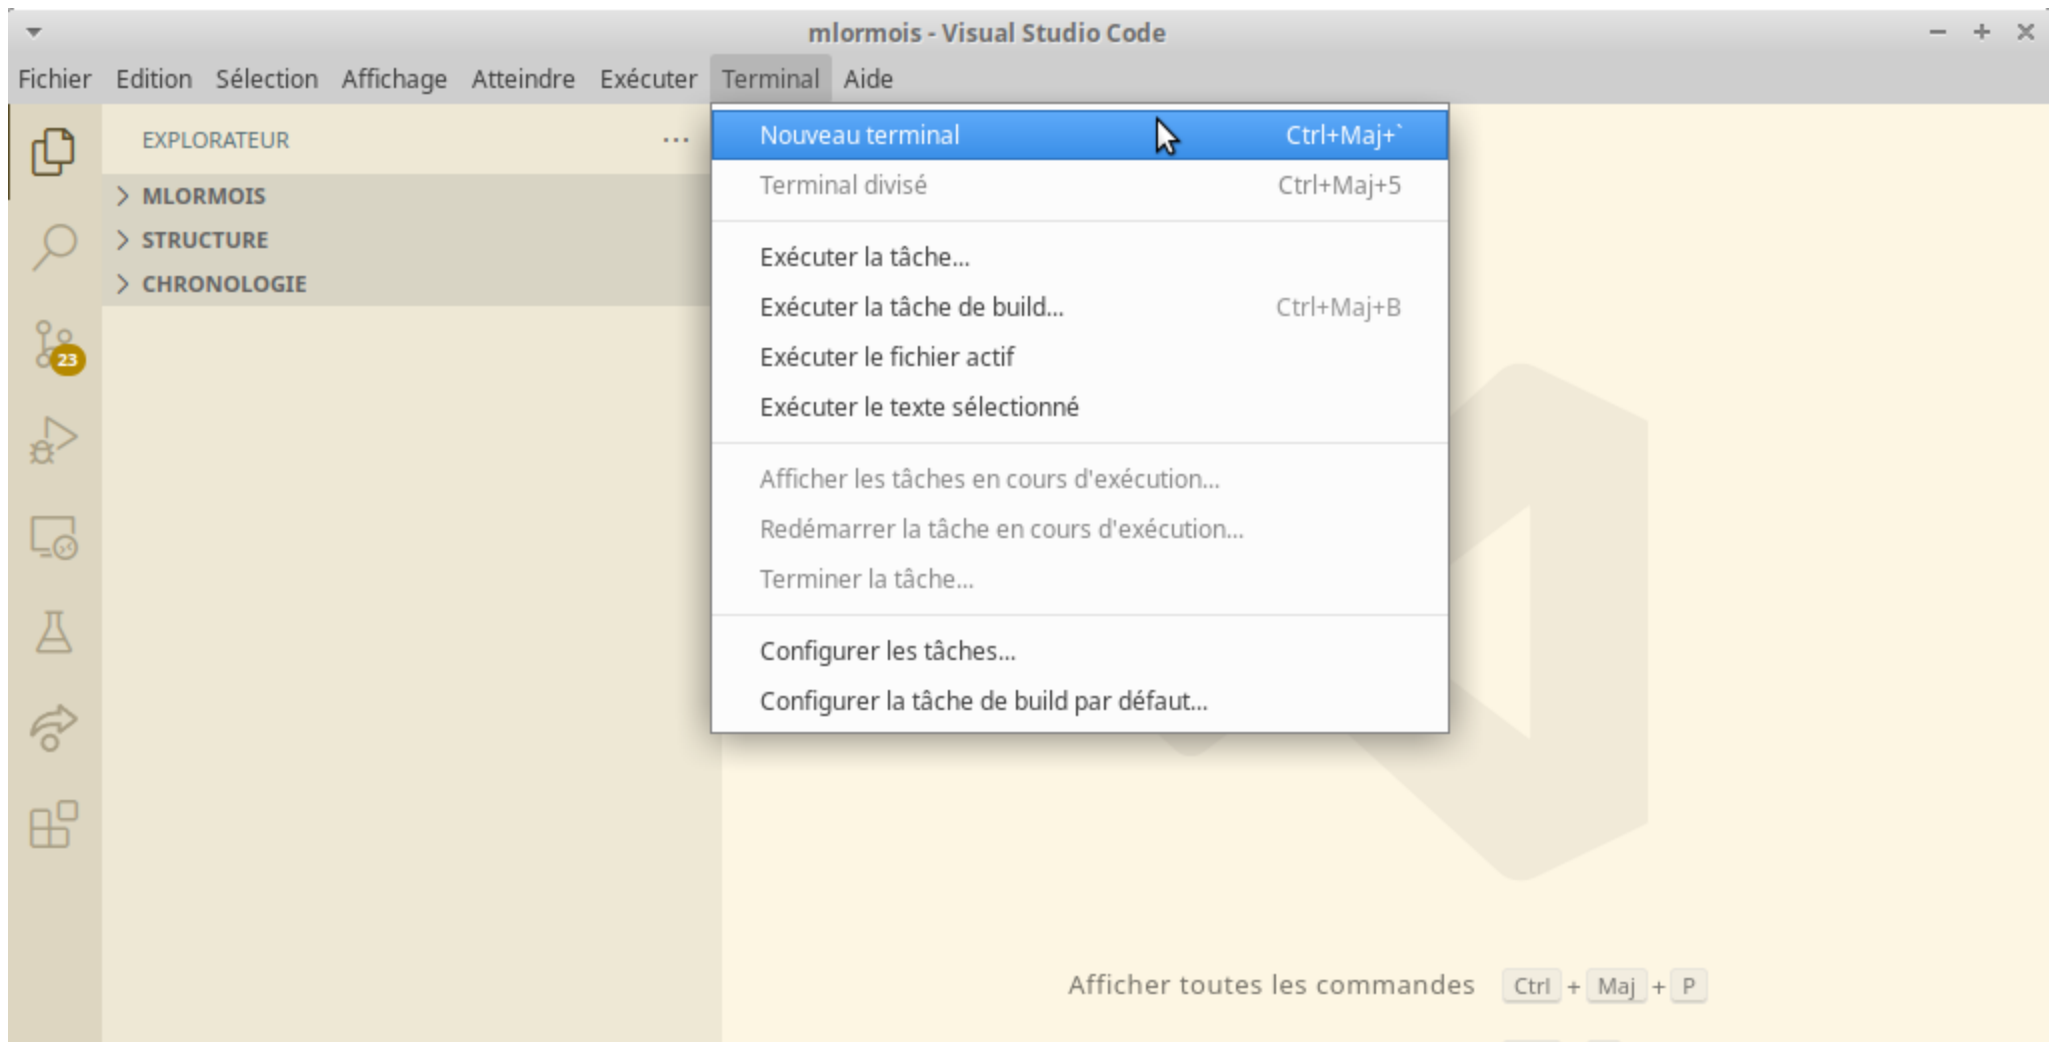 mlormois - Visual Studio Code
Fichier Edition Sélection Affichage Atteindre Exécuter Terminal Aide
EXPLORATEUR
MLORMOIS
STRUCTURE
CHRONOLOGIE
23
Nouveau terminal Ctrl+Maj+`
Terminal divisé Ctrl+Maj+5
Exécuter la tâche...
Exécuter la tâche de build... Ctrl+Maj+B
Exécuter le fichier actif
Exécuter le texte sélectionné
Afficher les tâches en cours d'exécution...
Redémarrer la tâche en cours d'exécution...
Terminer la tâche...
Configurer les tâches...
Configurer la tâche de build par défaut...
Afficher toutes les commandes Ctrl + Maj + P